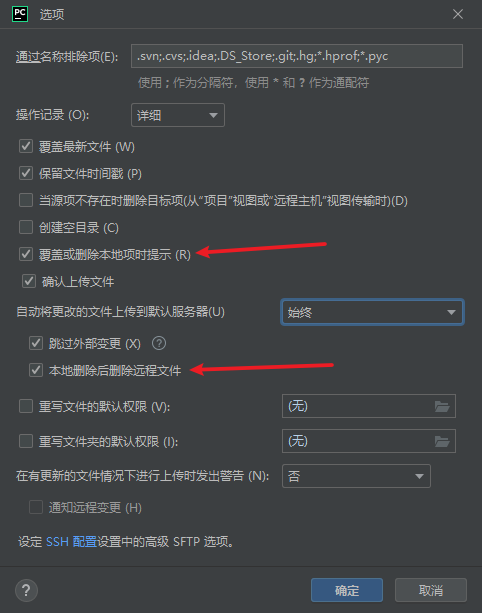 PC 选项
通过名称排除项(E): .svn;.cvs;.idea;.DS_Store;.git;.hg;*.hprof;*.pyc
使用 ; 作为分隔符，使用 * 和 ? 作为通配符
操作记录 (O): 详细
覆盖最新文件 (W)
保留文件时间戳 (P)
当源项不存在时删除目标项(从“项目”视图或“远程主机”视图传输时)(D)
创建空目录 (C)
覆盖或删除本地项时提示 (R)
确认上传文件
自动将更改的文件上传到默认服务器(U) 始终
跳过外部变更 (X) ?
本地删除后删除远程文件
重写文件的默认权限 (V): (无)
重写文件夹的默认权限 (I): (无)
在有更新的文件情况下进行上传时发出警告 (N): 否
通知远程变更 (H)
设定 SSH 配置设置中的高级 SFTP 选项。
? 确定 取消